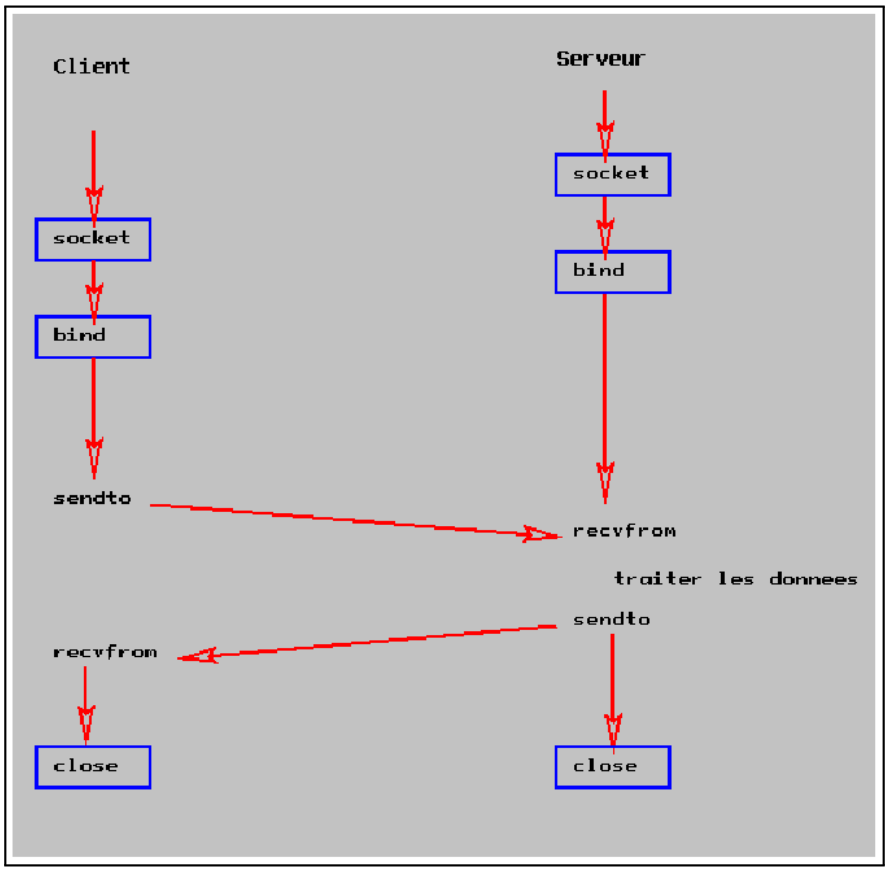 Client
socket
bind
sendto
recvfrom
close
Serveur
socket
bind
recvfrom
traiter les donnees
sendto
close